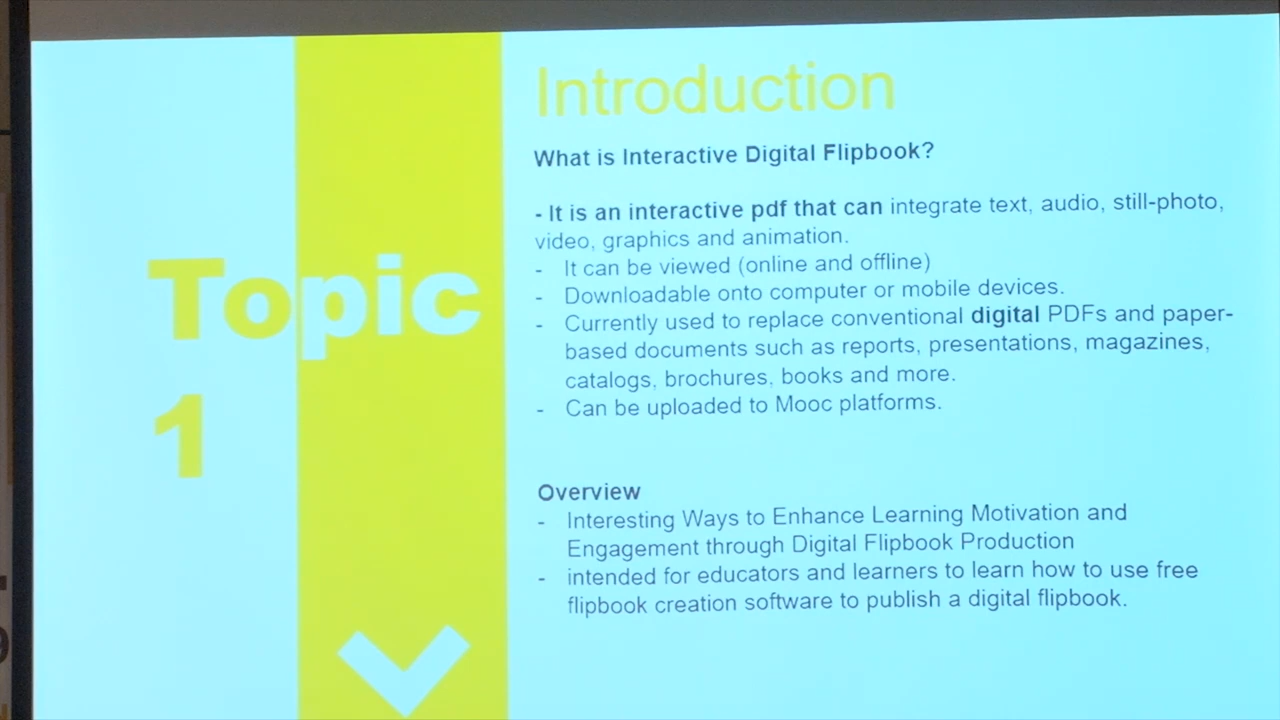 Topic
1
Introduction
What is Interactive Digital Flipbook?
- It is an interactive pdf that can integrate text, audio, still-photo,
video, graphics and animation.
- It can be viewed (online and offline)
- Downloadable onto computer or mobile devices.
- Currently used to replace conventional digital PDFs and paper-
based documents such as reports, presentations, magazines,
catalogs, brochures, books and more.
- Can be uploaded to Mooc platforms.
Overview
- Interesting Ways to Enhance Learning Motivation and
Engagement through Digital Flipbook Production
- intended for educators and learners to learn how to use free
flipbook creation software to publish a digital flipbook.